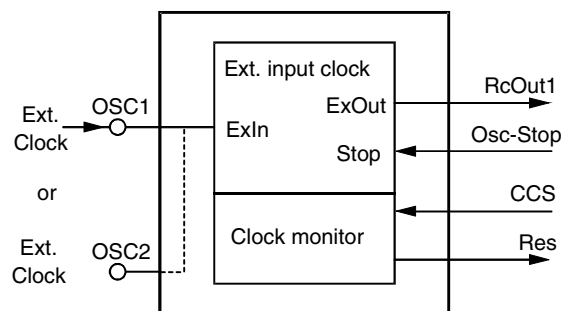 Ext. input clock
RcOut1
ExOut
OSC1
Ext.
Clock
ExIn
Osc-Stop
Stop
or
CCS
Clock monitor
Res
Ext.
Clock
OSC2